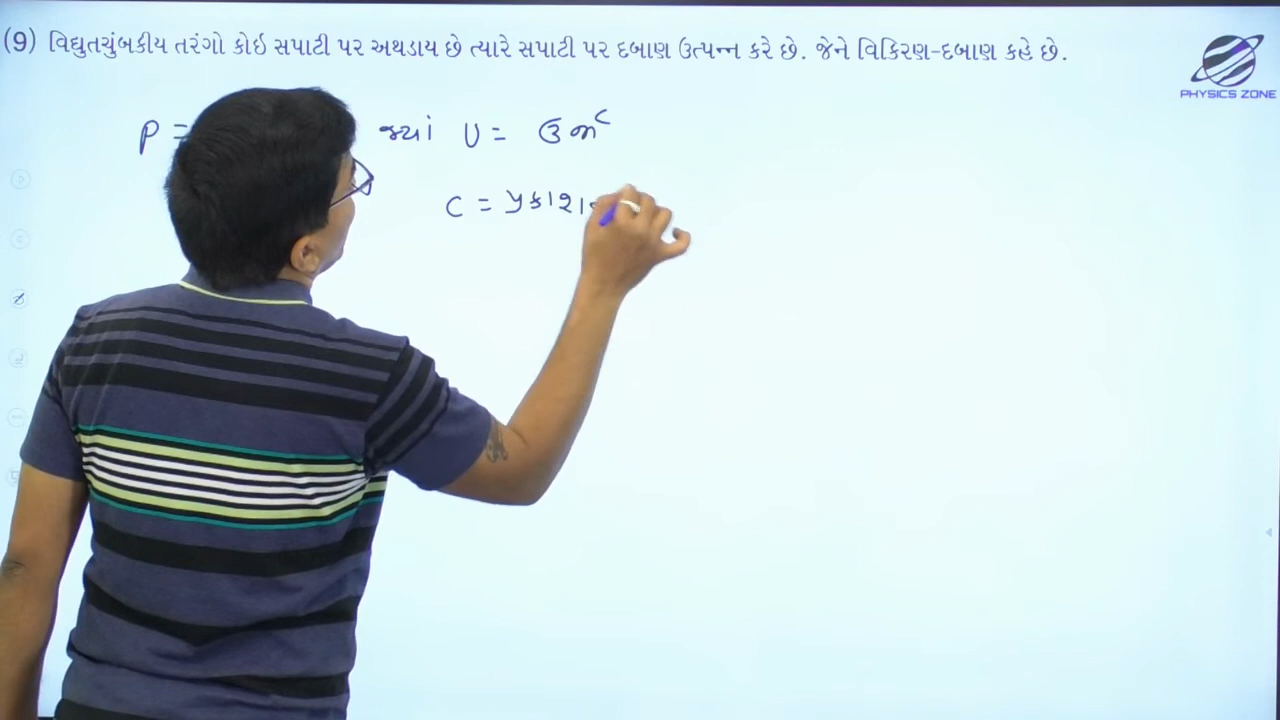 (9) વિદ્યુતચુંબકીય તરંગો કોઇ સપાટી પર અથડાય છે ત્યારે સપાટી પર દબાણ ઉત્પન્ન કરે છે. જેને વિકિરણ-દબાણ કહે છે.
PHYSICS ZONE
P = જ્યાં U = ઉર્જા
C =